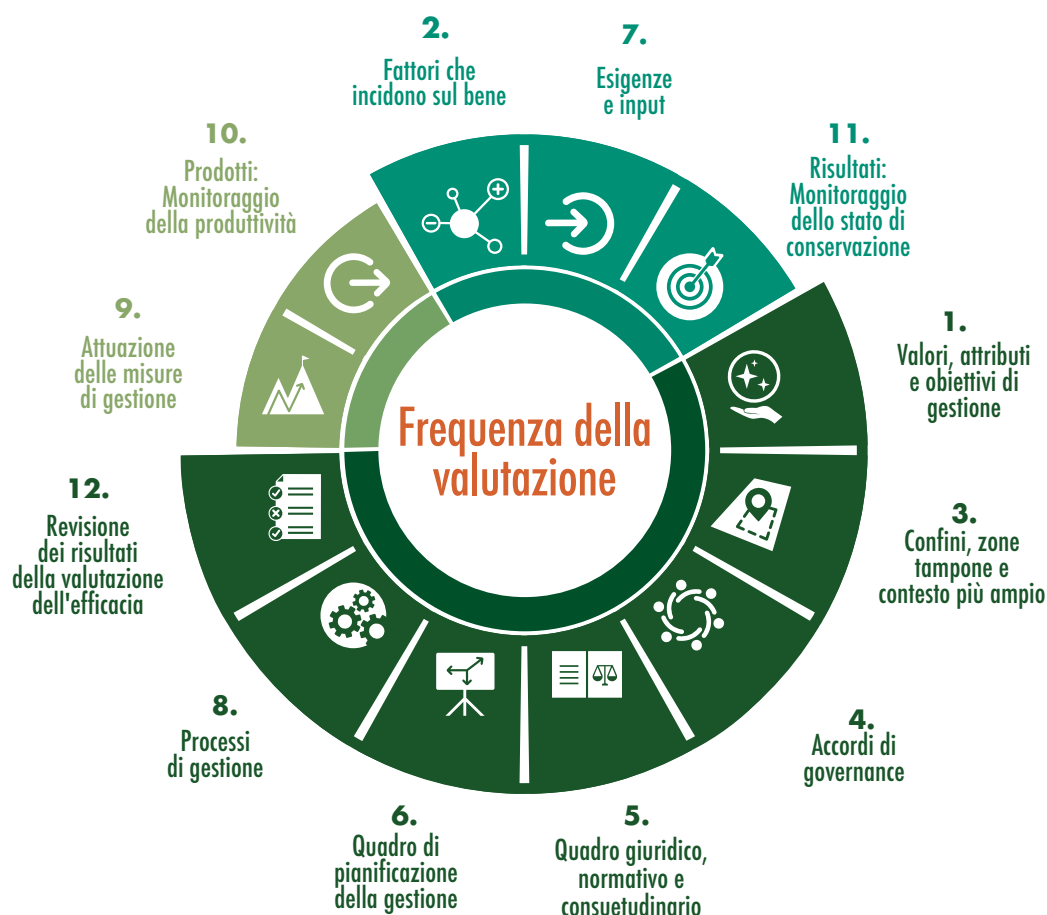 2.
Fattori che
incidono sul bene
7.
Esigenze
e input
11.
Risultati:
Monitoraggio
dello stato di
conservazione
1.
Valori, attributi
e obiettivi di
gestione
3.
Confini, zone
tampone e
contesto più ampio
4.
Accordi di
governance
5.
Quadro giuridico,
normativo e
consuetudinario
6.
Quadro di
pianificazione
della gestione
8.
Processi
di gestione
12.
Revisione
dei risultati
della valutazione
dell'efficacia
9.
Attuazione
delle misure
di gestione
10.
Prodotti:
Monitoraggio
della produttività
Frequenza della
valutazione